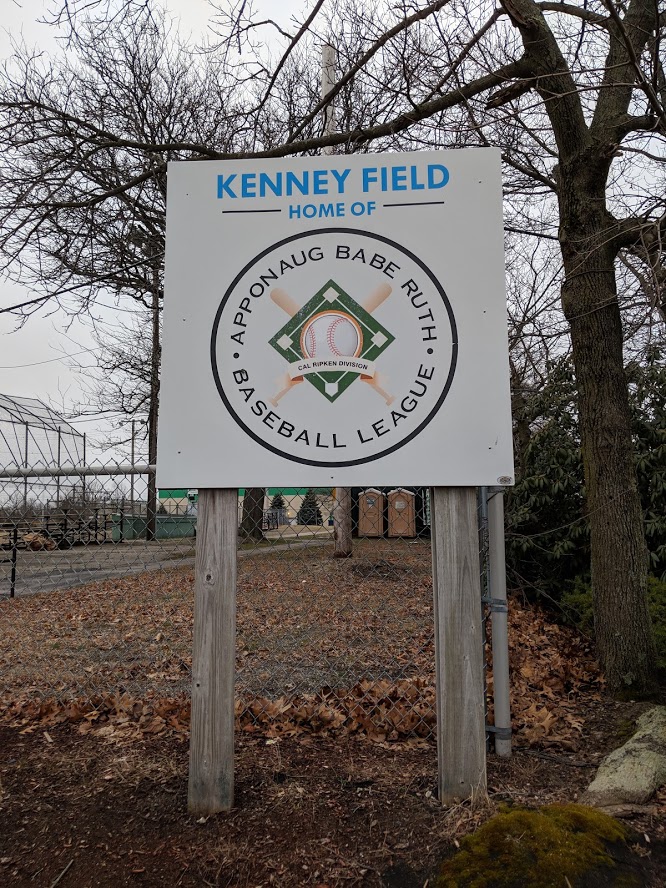 KENNEY FIELD
HOME OF
APPONAUG BABE RUTH
CAL RIPKEN DIVISION
BASEBALL LEAGUE